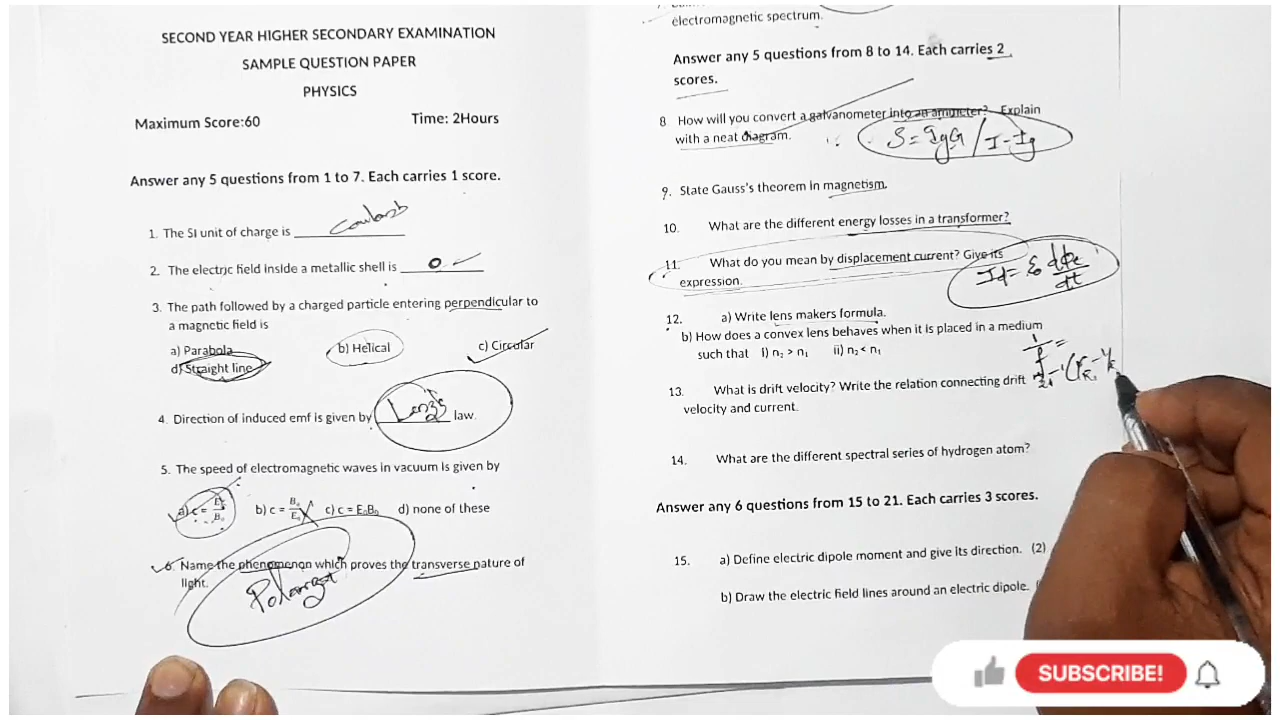 SECOND YEAR HIGHER SECONDARY EXAMINATION
SAMPLE QUESTION PAPER
PHYSICS
Maximum Score:60 Time: 2Hours
Answer any 5 questions from 1 to 7. Each carries 1 score.
1. The SI unit of charge is
2. The electric field inside a metallic shell is 0
3. The path followed by a charged particle entering perpendicular to
a magnetic field is
a) Parabola b) Helical c) Circular
d) Straight line
4. Direction of induced emf is given by Lenz's law.
5. The speed of electromagnetic waves in vacuum is given by
a) c = E₀/B₀ b) c = B₀/E₀ c) c = E₀B₀ d) none of these
6. Name the phenomenon which proves the transverse nature of
light.
electromagnetic spectrum.
Answer any 5 questions from 8 to 14. Each carries 2
scores.
8 How will you convert a galvanometer into an ammeter? Explain
with a neat diagram.
S = IgG / I - Ig
9. State Gauss's theorem in magnetism.
10. What are the different energy losses in a transformer?
11. What do you mean by displacement current? Give its
expression.
Id = ε₀ dφe/dt
12. a) Write lens makers formula.
b) How does a convex lens behaves when it is placed in a medium
such that i) n₂ > n₁ ii) n₂ < n₁
13. What is drift velocity? Write the relation connecting drift
velocity and current.
14. What are the different spectral series of hydrogen atom?
Answer any 6 questions from 15 to 21. Each carries 3 scores.
15. a) Define electric dipole moment and give its direction. (2)
b) Draw the electric field lines around an electric dipole.
SUBSCRIBE!